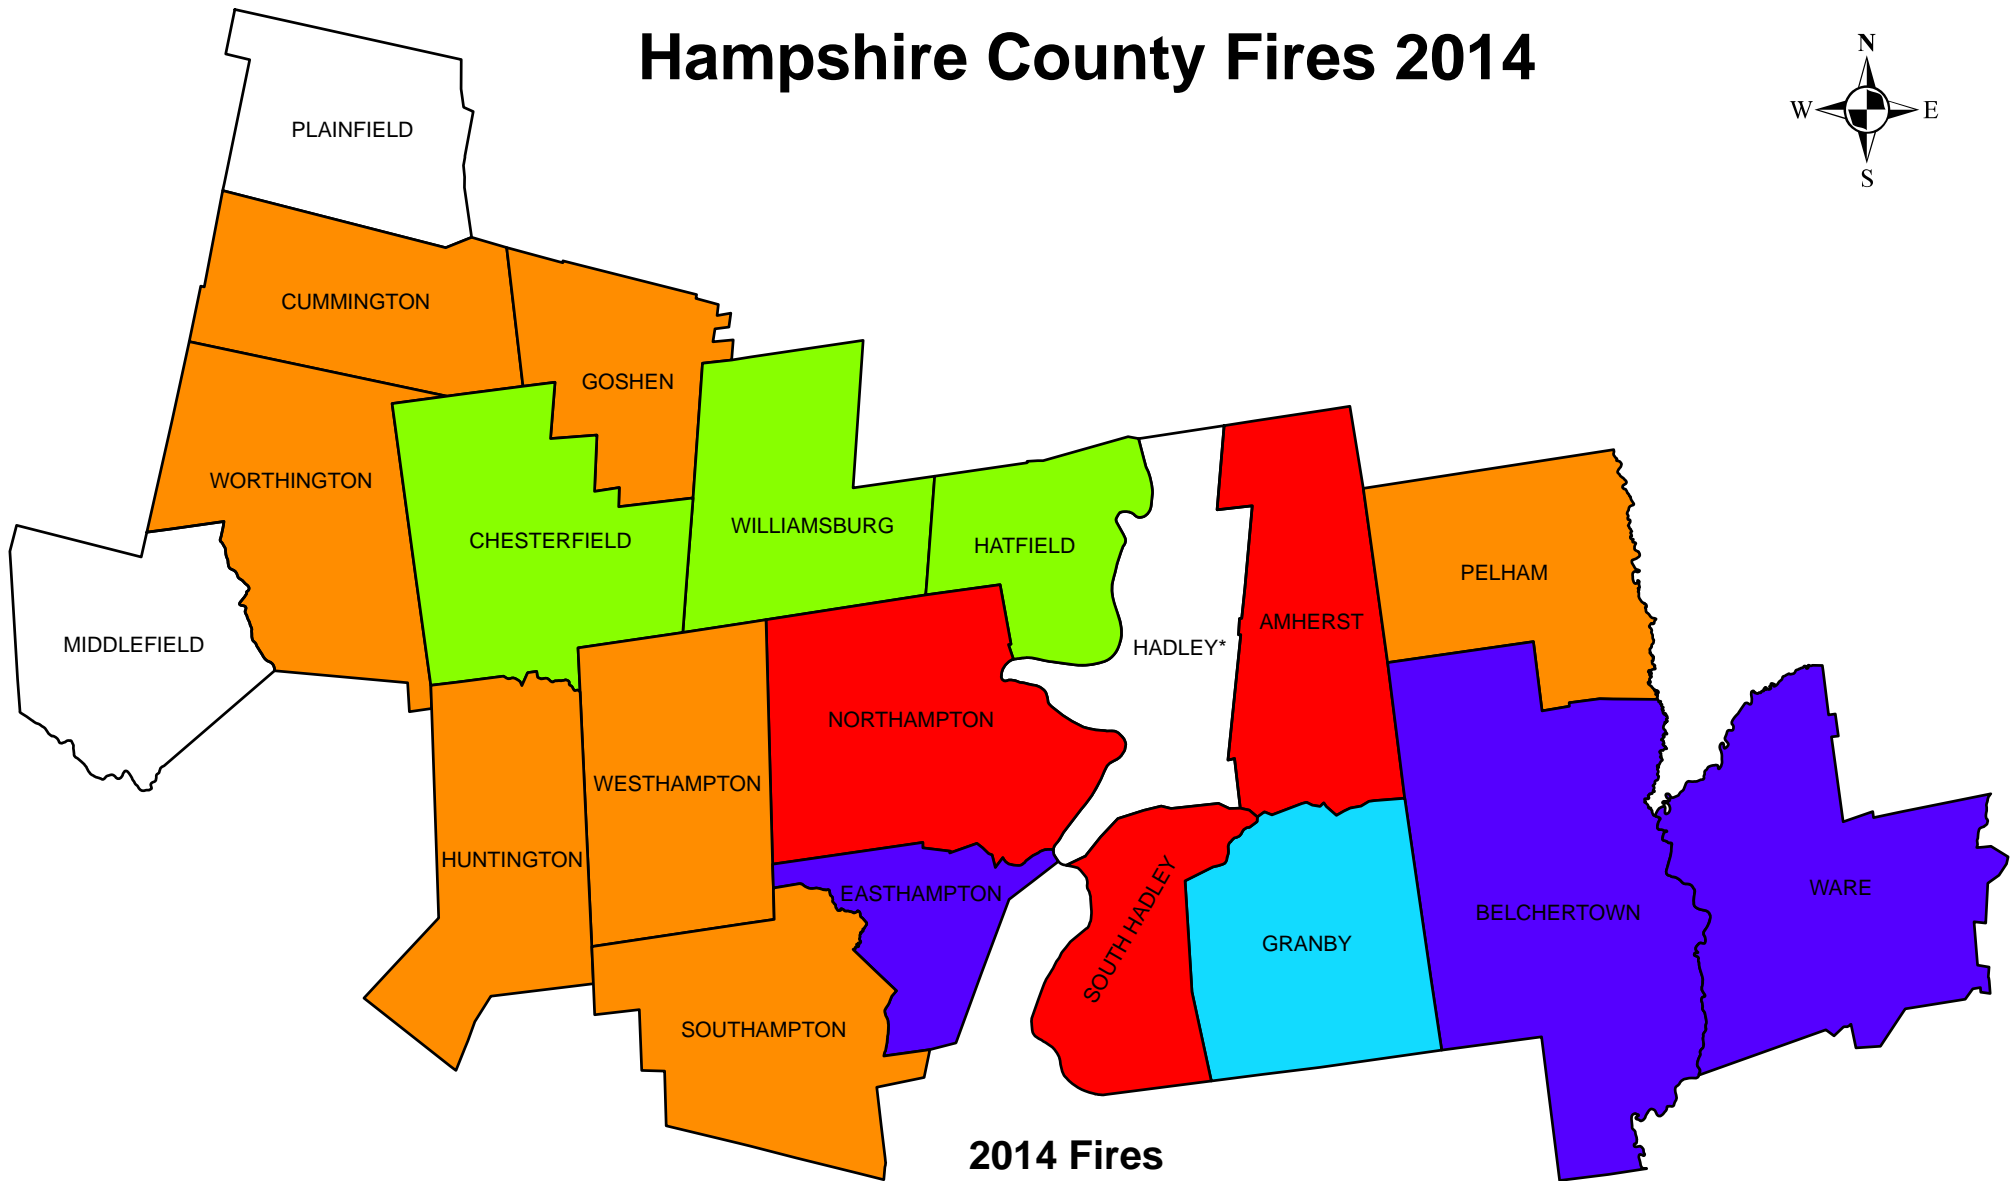 Hampshire County Fires 2014
N
W
E
S
PLAINFIELD
CUMMINGTON
GOSHEN
WORTHINGTON
CHESTERFIELD
WILLIAMSBURG
HATFIELD
PELHAM
AMHERST
MIDDLEFIELD
HADLEY*
NORTHAMPTON
WESTHAMPTON
HUNTINGTON
EASTHAMPTON
WARE
BELCHERTOWN
SOUTH HADLEY
GRANBY
SOUTHAMPTON
2014 Fires